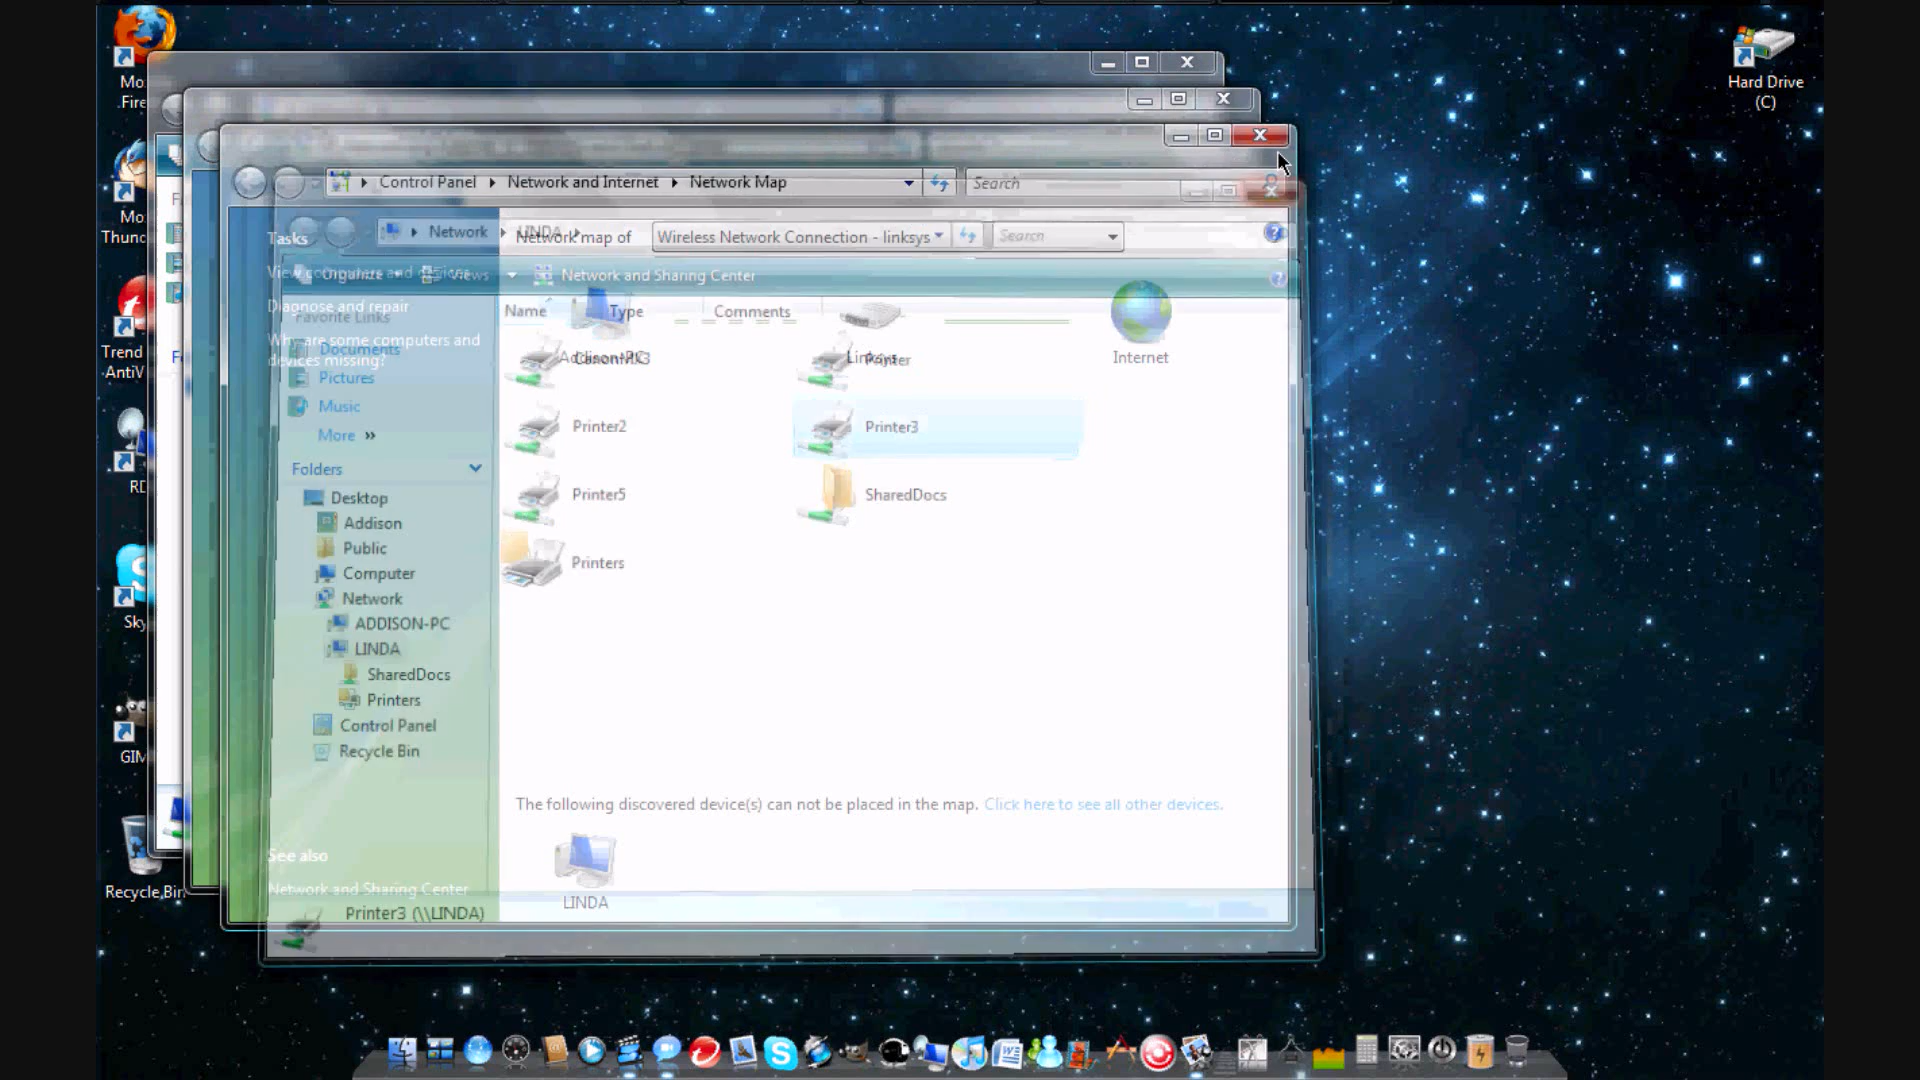 Mo
.Fire
Hard Drive
(C)
Control Panel
Network and Internet
Network Map
Search
Mo
Thunc
Tasks
Network
LINDA
Network map of
Wireless Network Connection - linksys
Search
View computers and devices
Organize
Views
Network and Sharing Center
Diagnose and repair
Favorite Links
Name
Type
Comments
Why are some computers and
devices missing?
Documents
Addison-PC
CanonMX3
Linksys
Printer
Internet
Trend
AntiV
F
Pictures
Music
More
Printer2
Printer3
Folders
RD
Desktop
Printer5
SharedDocs
Addison
Public
Printers
Computer
Network
Sky
ADDISON-PC
LINDA
SharedDocs
Printers
Control Panel
GIM
Recycle Bin
The following discovered device(s) can not be placed in the map. Click here to see all other devices.
See also
Recycle Bin
Network and Sharing Center
LINDA
Printer3 (\\LINDA)